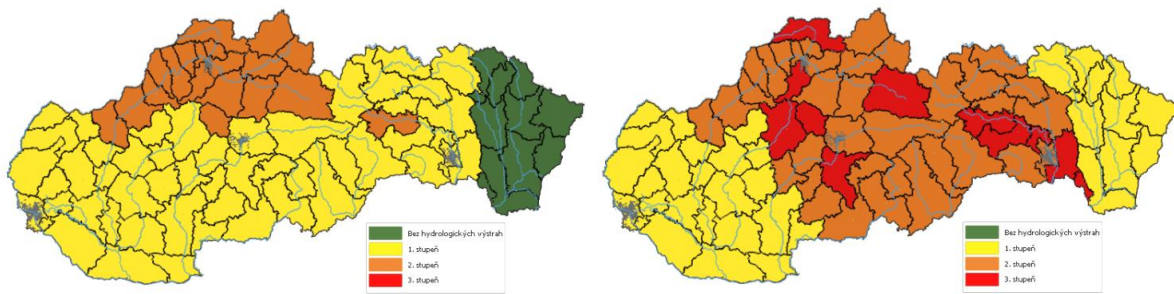 Bez hydrologických výstrah
1. stupeň
2. stupeň
3. stupeň
Bez hydrologických výstrah
1. stupeň
2. stupeň
3. stupeň